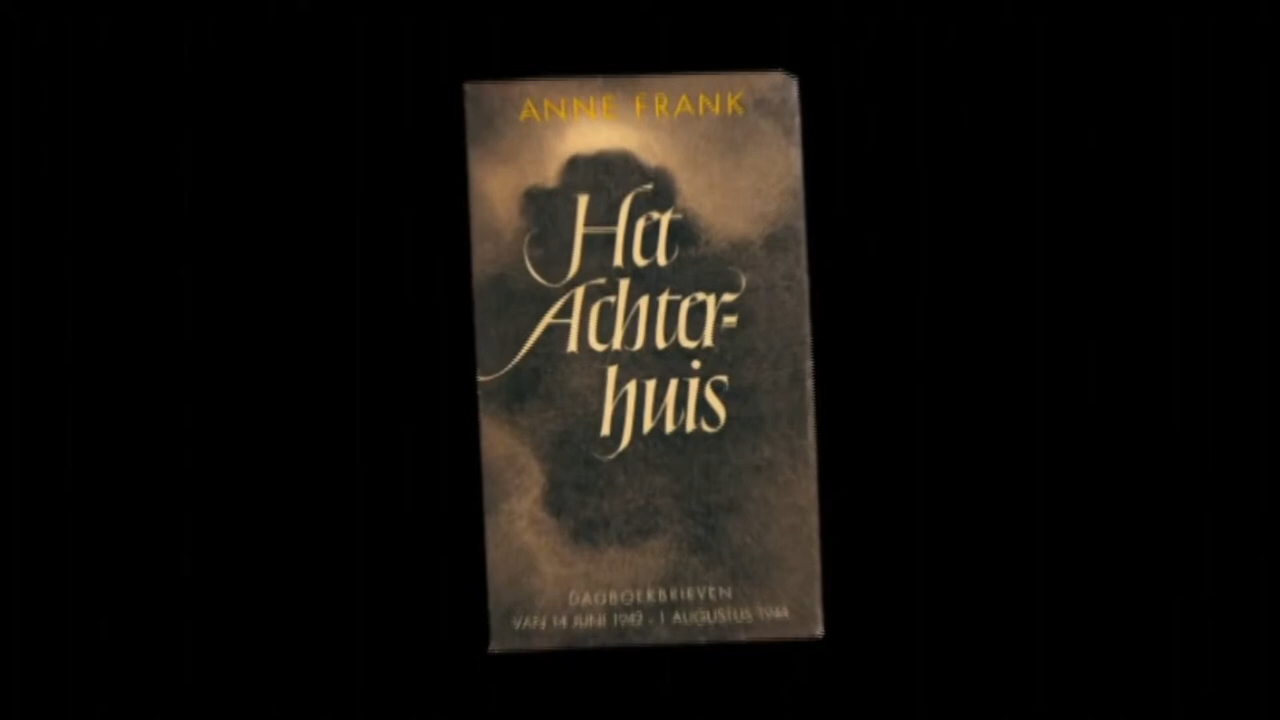 ANNE FRANK
Het
Achter-
huis
DAGBOEKBRIEVEN
VAN 14 JUNI 1942 - 1 AUGUSTUS 1944